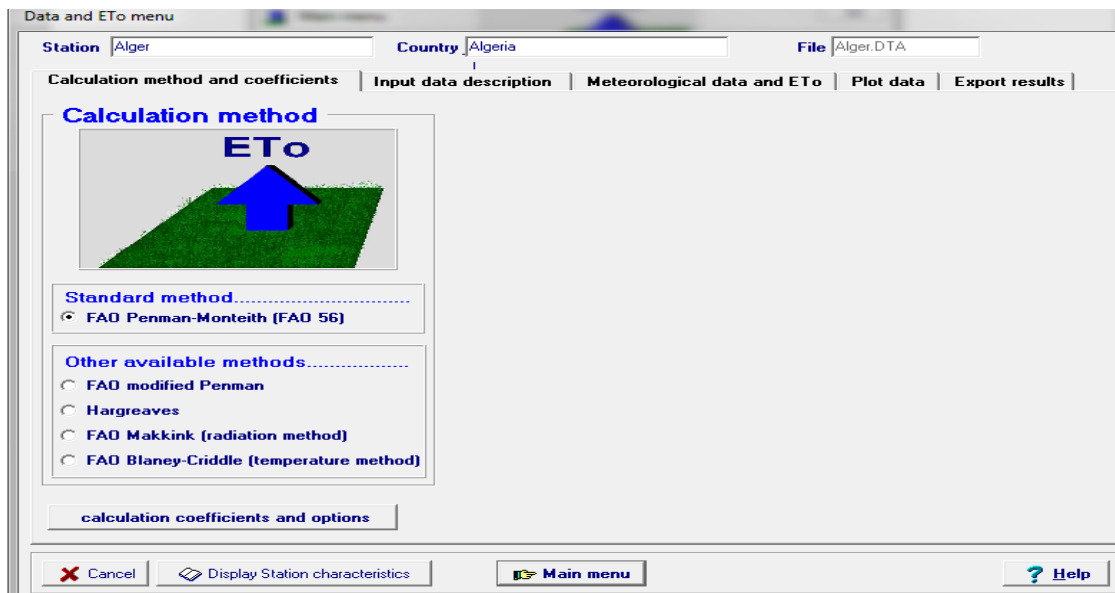 Data and ETo menu
Station Alger Country Algeria File Alger.DTA
Calculation method and coefficients Input data description Meteorological data and ETo Plot data Export results
Calculation method
ETo
Standard method..............................
FAO Penman-Monteith (FAO 56)
Other available methods.................
FAO modified Penman
Hargreaves
FAO Makkink (radiation method)
FAO Blaney-Criddle (temperature method)
calculation coefficients and options
Cancel Display Station characteristics Main menu ? Help